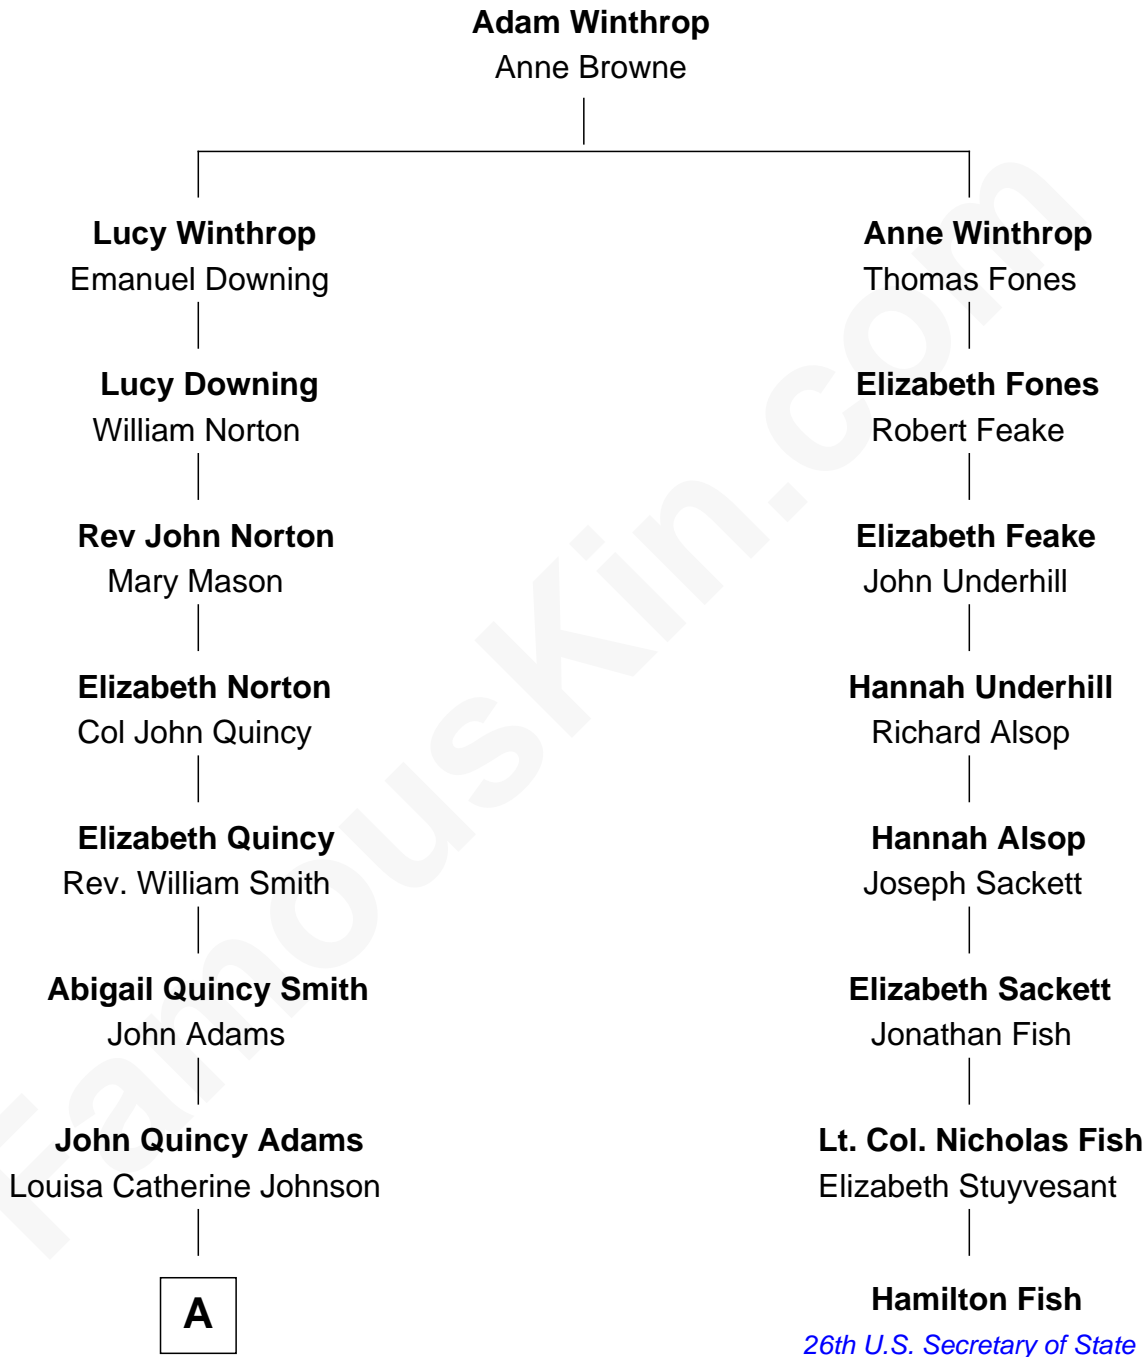 Adam Winthrop
Anne Browne
Lucy Winthrop
Emanuel Downing
Anne Winthrop
Thomas Fones
Lucy Downing
William Norton
Elizabeth Fones
Robert Feake
Rev John Norton
Mary Mason
Elizabeth Feake
John Underhill
Elizabeth Norton
Col John Quincy
Hannah Underhill
Richard Alsop
Elizabeth Quincy
Rev. William Smith
Hannah Alsop
Joseph Sackett
Abigail Quincy Smith
John Adams
Elizabeth Sackett
Jonathan Fish
John Quincy Adams
Louisa Catherine Johnson
Lt. Col. Nicholas Fish
Elizabeth Stuyvesant
A
Hamilton Fish
26th U.S. Secretary of State
FamousKin.com